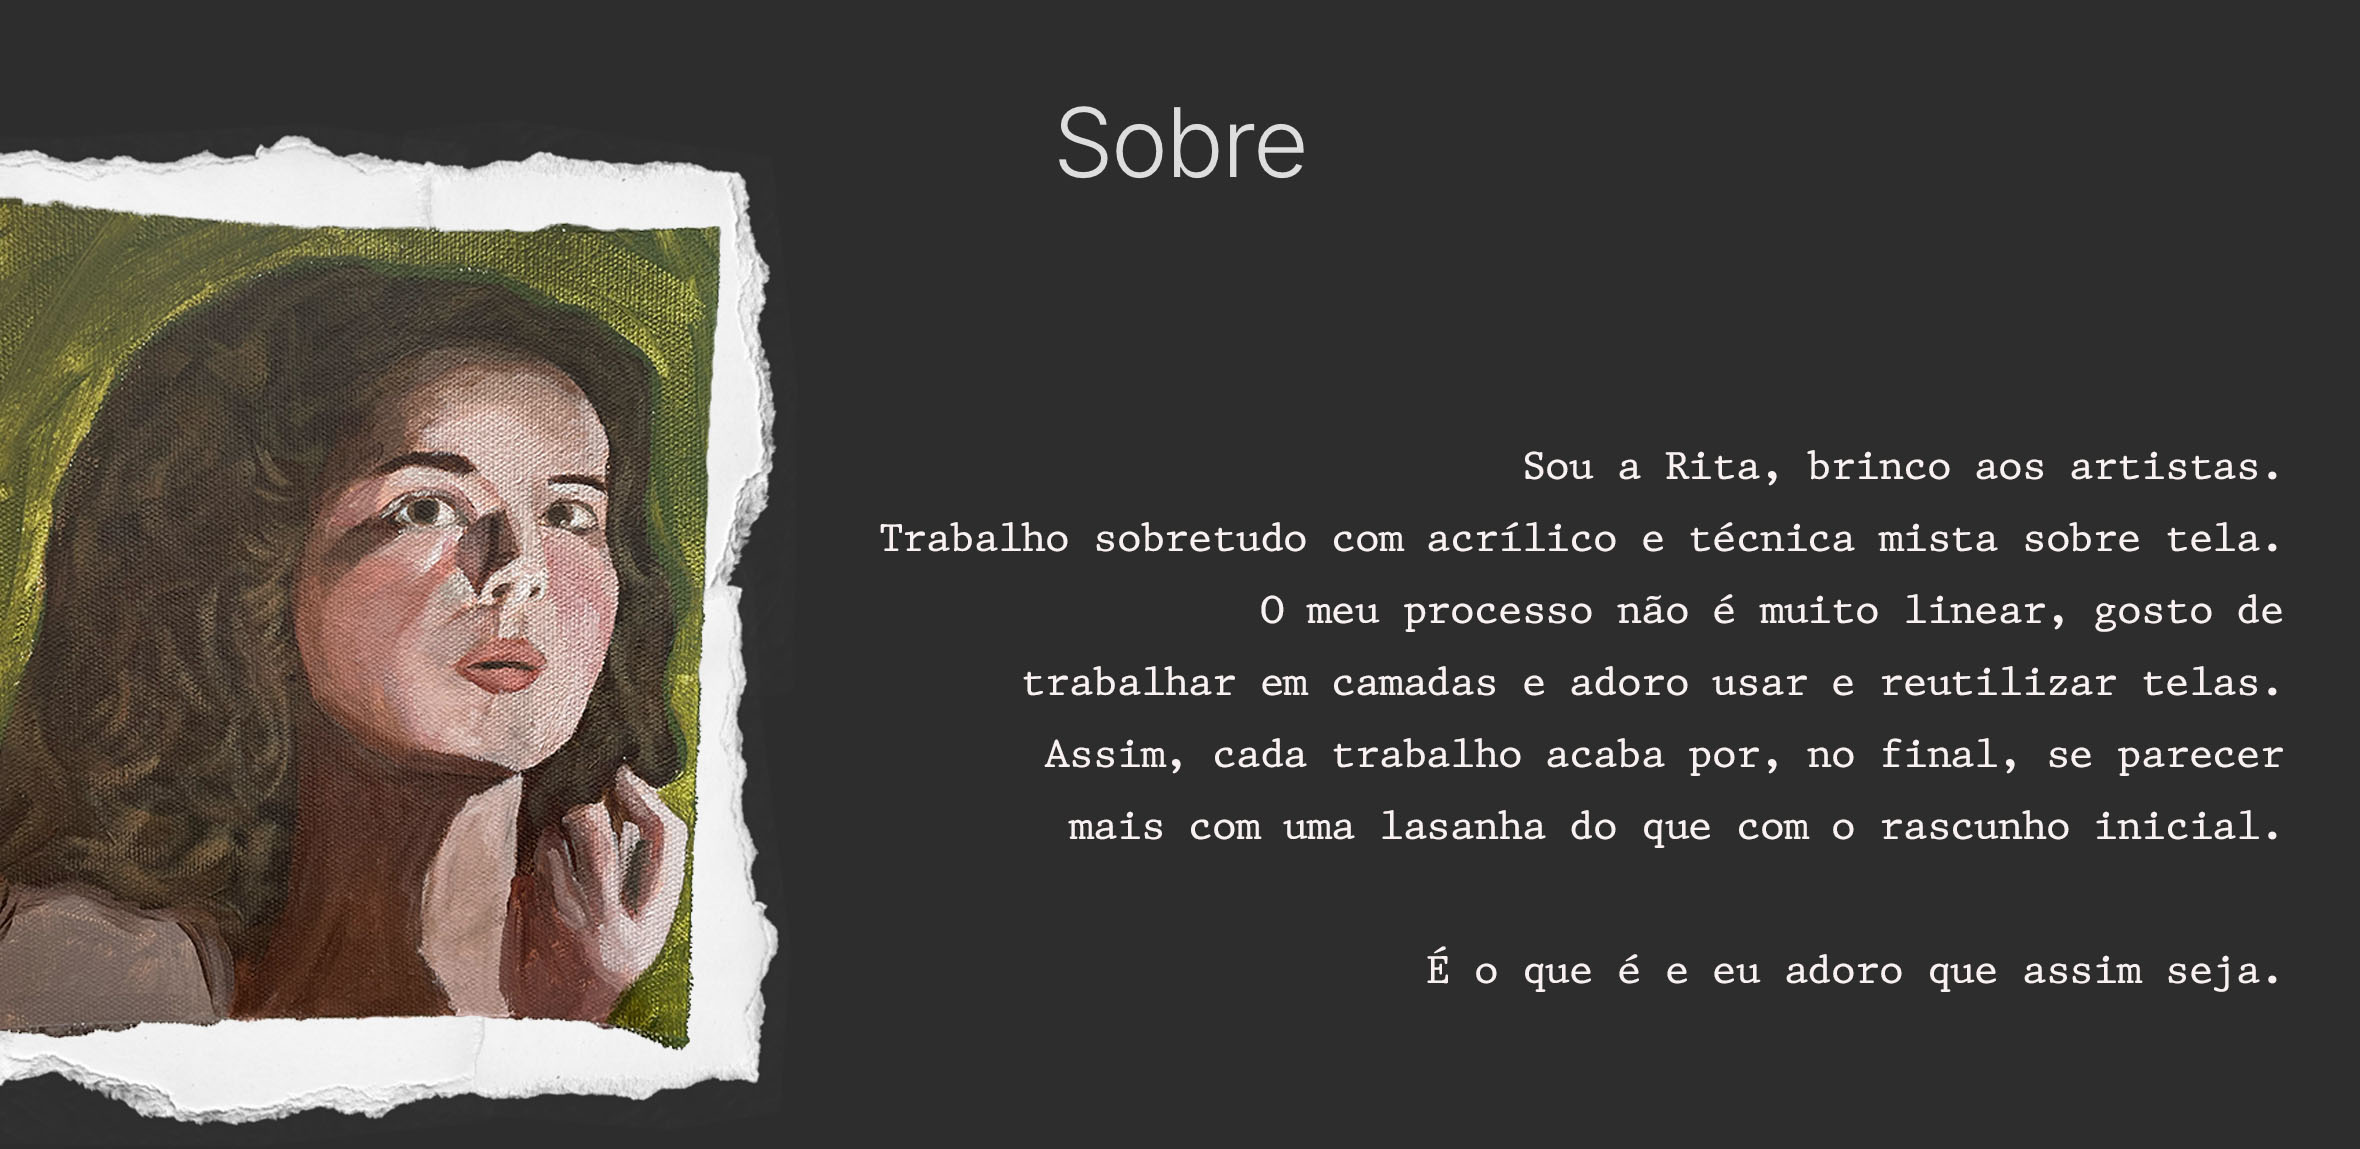 Sobre
Sou a Rita, brinco aos artistas.
Trabalho sobretudo com acrílico e técnica mista sobre tela.
O meu processo não é muito linear, gosto de
trabalhar em camadas e adoro usar e reutilizar telas.
Assim, cada trabalho acaba por, no final, se parecer
mais com uma lasanha do que com o rascunho inicial.
É o que é e eu adoro que assim seja.